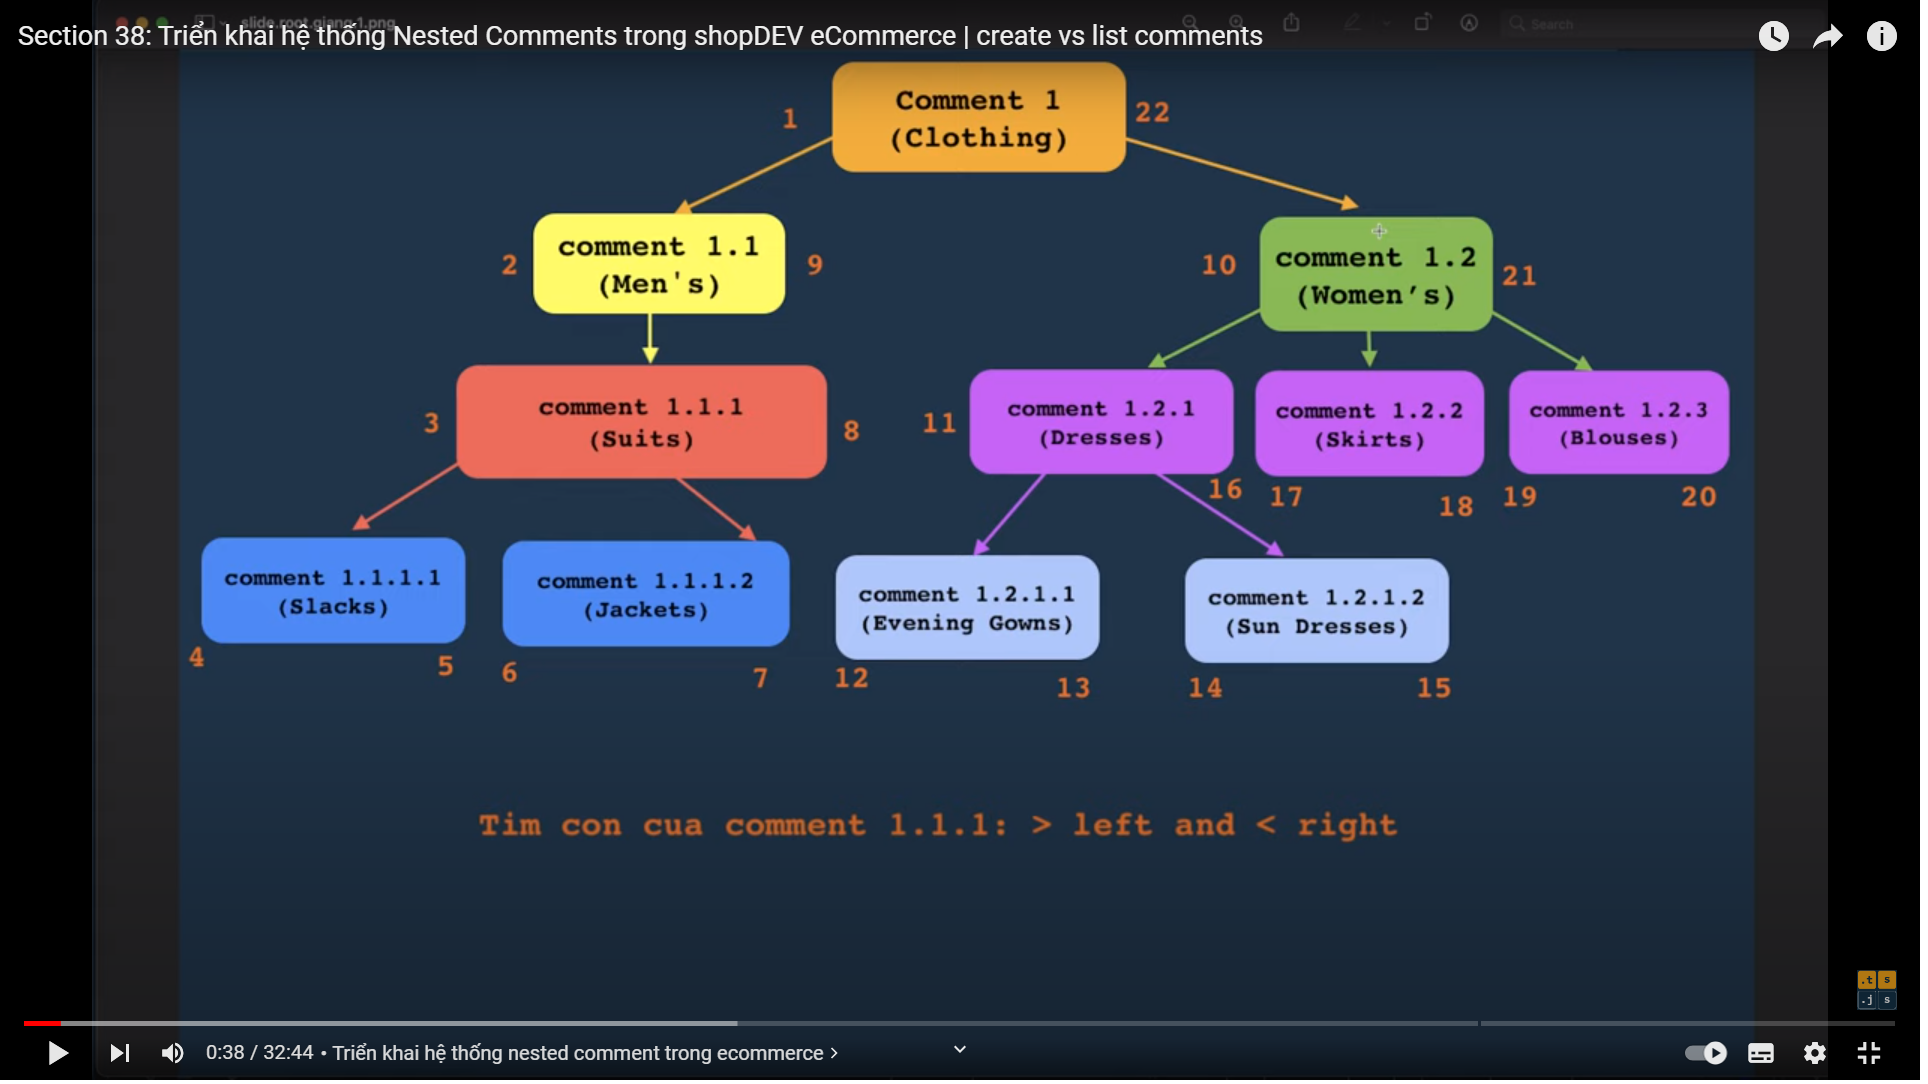 slide.root.giang.1.png
Search
Section 38: Triển khai hệ thống Nested Comments trong shopDEV eCommerce | create vs list comments
1
Comment 1
(Clothing)
22
2
comment 1.1
(Men's)
9
10
comment 1.2
(Women’s)
21
3
comment 1.1.1
(Suits)
8
11
comment 1.2.1
(Dresses)
16
comment 1.2.2
(Skirts)
17
18
comment 1.2.3
(Blouses)
19
20
comment 1.1.1.1
(Slacks)
4
5
comment 1.1.1.2
(Jackets)
6
7
comment 1.2.1.1
(Evening Gowns)
12
13
comment 1.2.1.2
(Sun Dresses)
14
15
Tim con cua comment 1.1.1: > left and < right
.t s
.j s
0:38 / 32:44 • Triển khai hệ thống nested comment trong ecommerce >